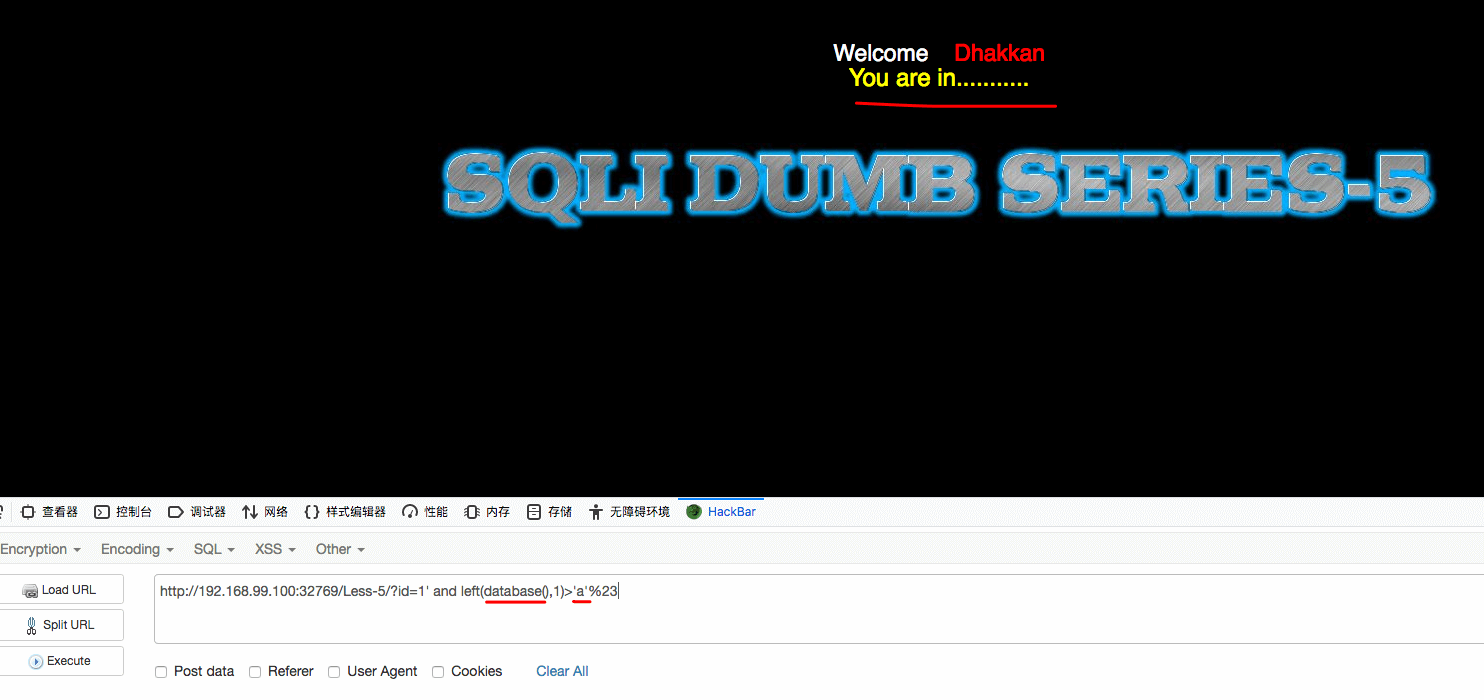 Welcome Dhakkan
You are in...........
SQLI DUMB SERIES-5
查看器 控制台 调试器 网络 样式编辑器 性能 内存 存储 无障碍环境 HackBar
Encryption Encoding SQL XSS Other
Load URL
http://192.168.99.100:32769/Less-5/?id=1' and left(database(),1)>'a'%23
Split URL
Execute
Post data Referer User Agent Cookies Clear All